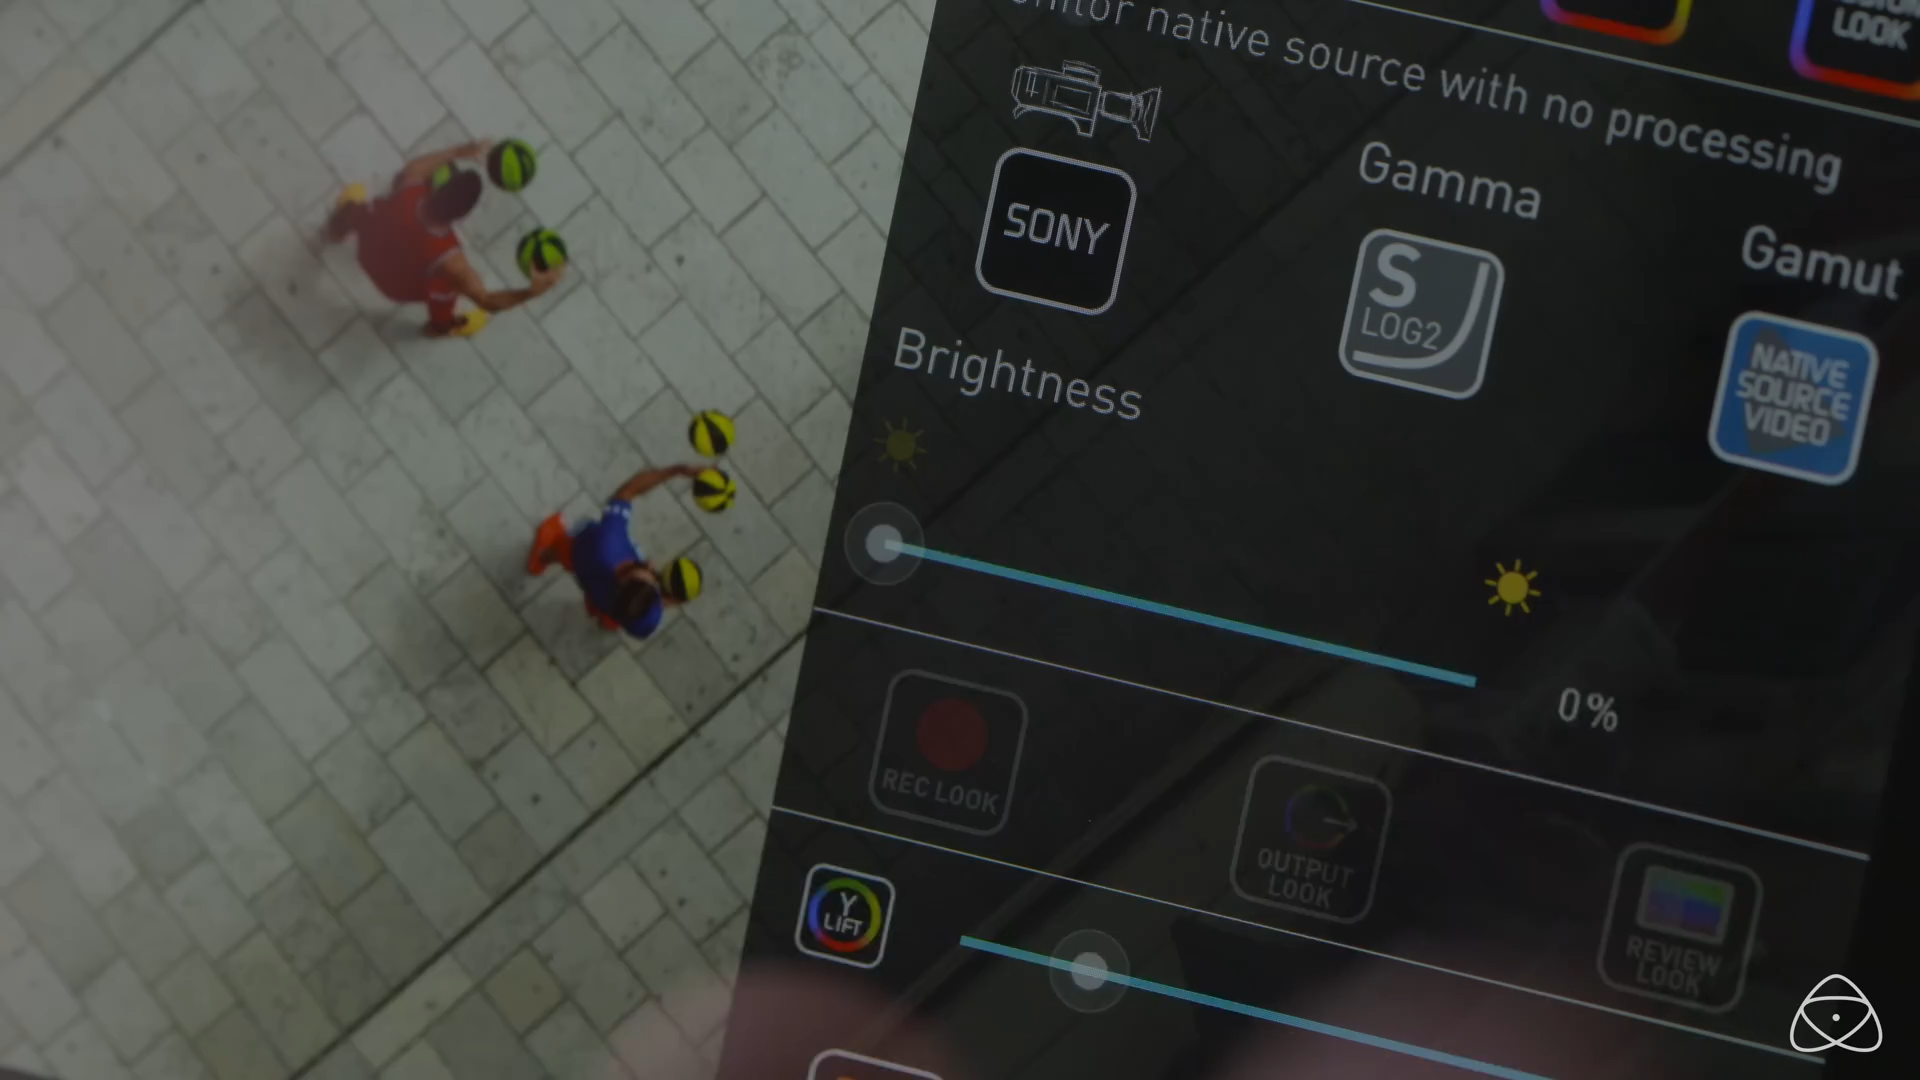 LOOK
native source with no processing
SONY
Gamma
S
LOG2
Gamut
NATIVE
SOURCE
VIDEO
Brightness
0%
REC LOOK
OUTPUT
LOOK
REVIEW
LOOK
Y
LIFT